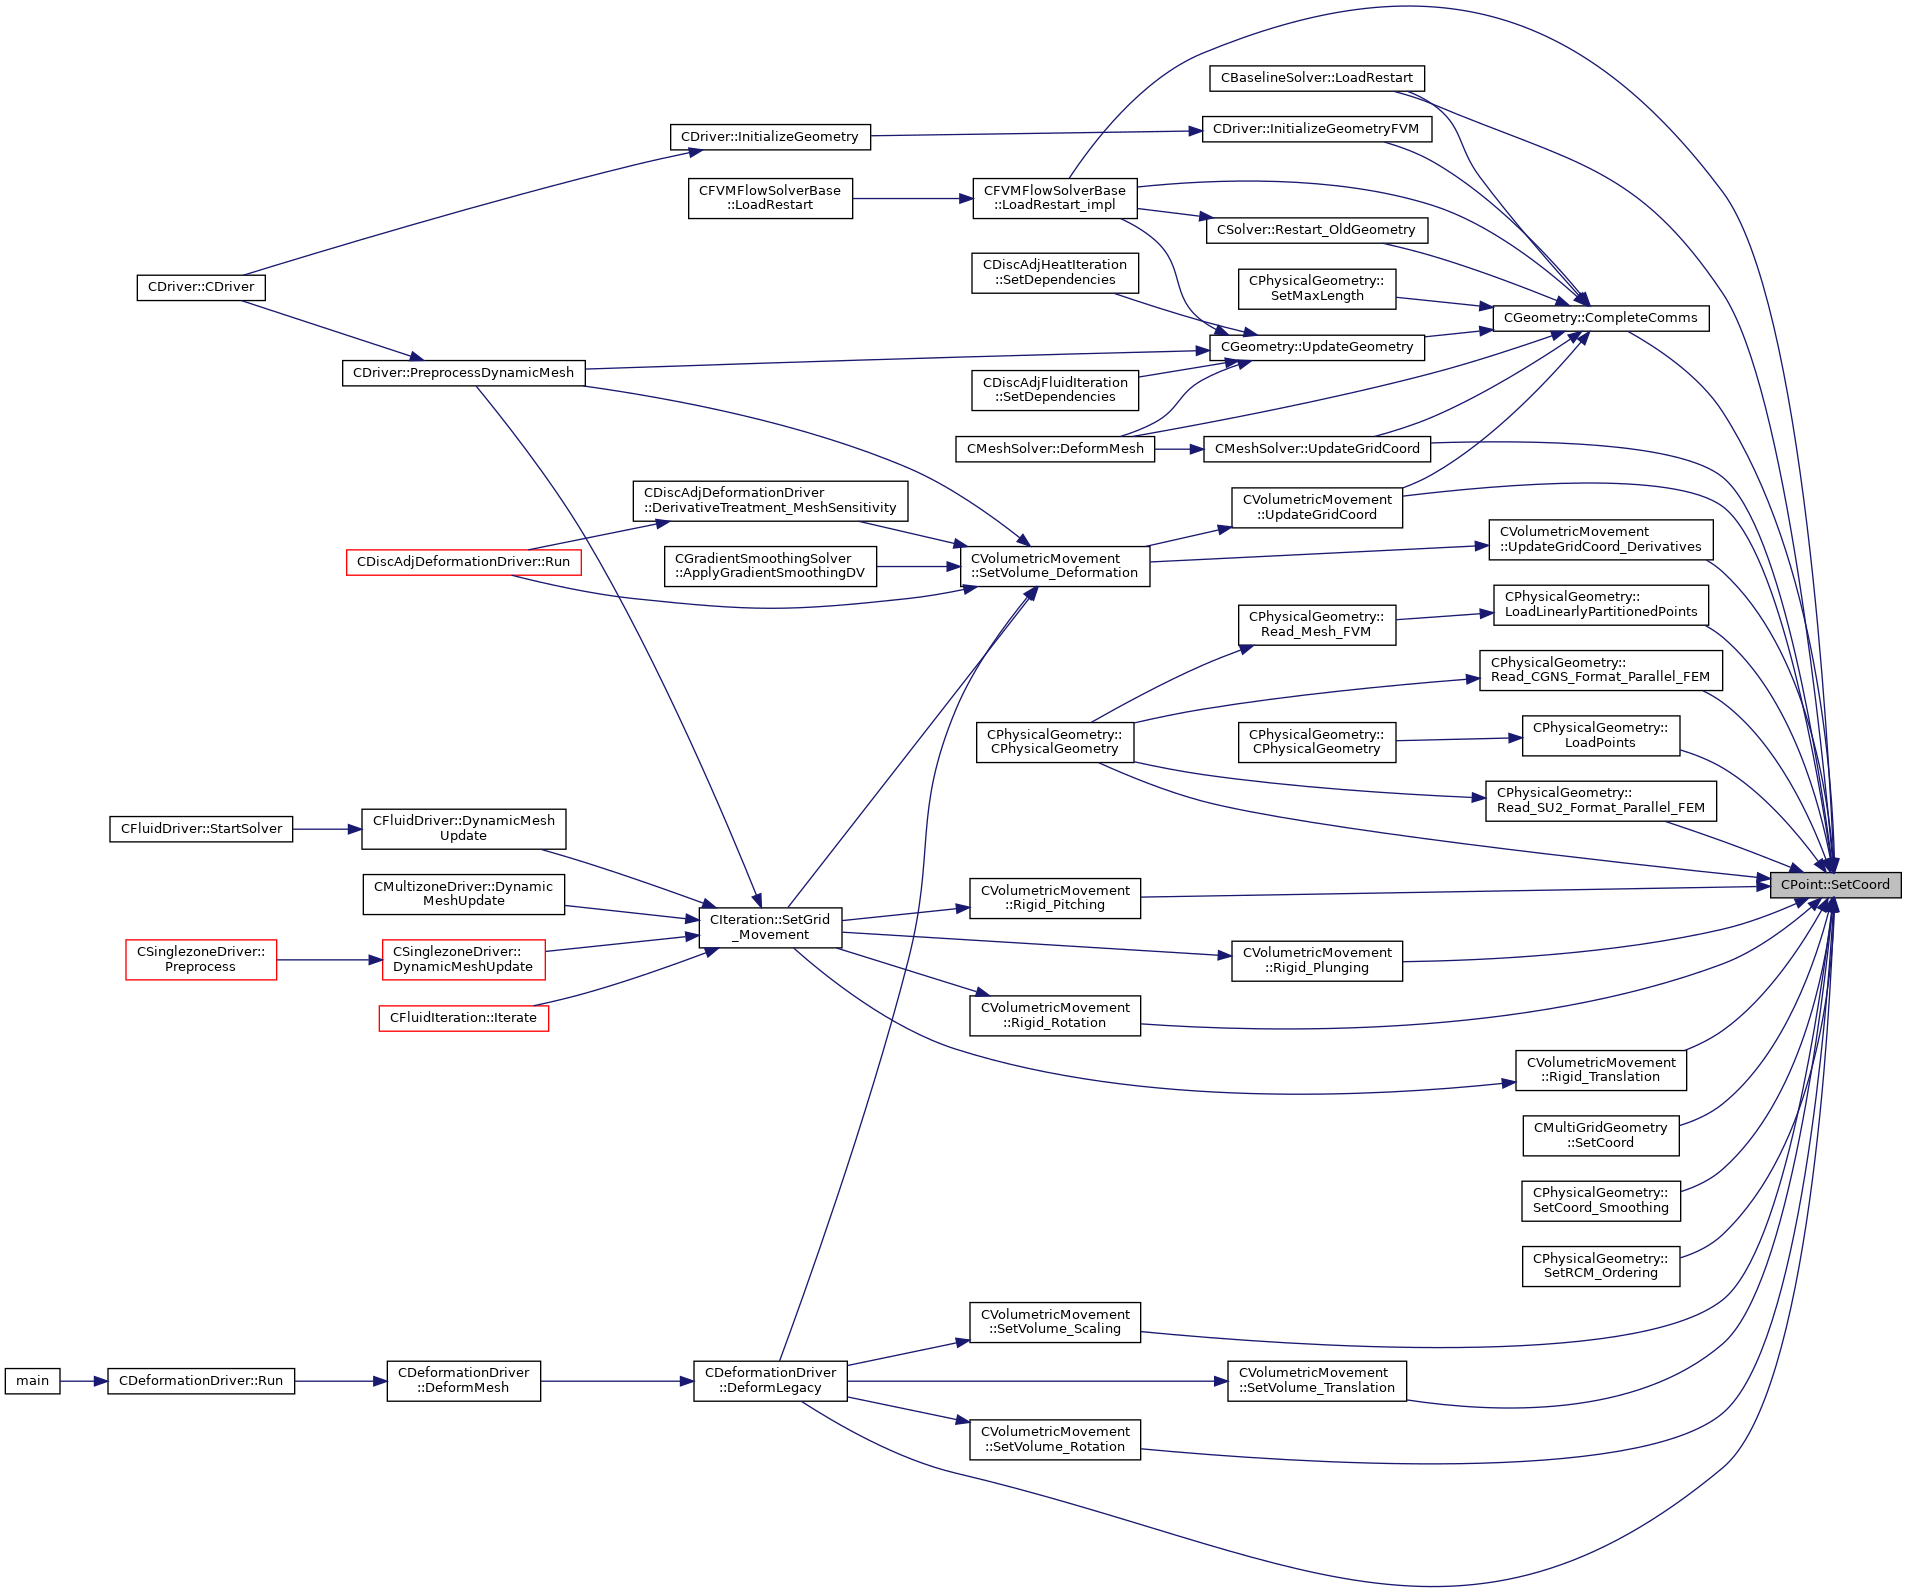 CBaselineSolver::LoadRestart
CDriver::InitializeGeometry
CDriver::InitializeGeometryFVM
CFVMFlowSolverBase
::LoadRestart
CFVMFlowSolverBase
::LoadRestart_impl
CSolver::Restart_OldGeometry
CDiscAdjHeatIteration
::SetDependencies
CPhysicalGeometry::
SetMaxLength
CDriver::CDriver
CGeometry::CompleteComms
CGeometry::UpdateGeometry
CDriver::PreprocessDynamicMesh
CDiscAdjFluidIteration
::SetDependencies
CMeshSolver::DeformMesh
CMeshSolver::UpdateGridCoord
CDiscAdjDeformationDriver
::DerivativeTreatment_MeshSensitivity
CVolumetricMovement
::UpdateGridCoord
CVolumetricMovement
::UpdateGridCoord_Derivatives
CDiscAdjDeformationDriver::Run
CGradientSmoothingSolver
::ApplyGradientSmoothingDV
CVolumetricMovement
::SetVolume_Deformation
CPhysicalGeometry::
LoadLinearlyPartitionedPoints
CPhysicalGeometry::
Read_Mesh_FVM
CPhysicalGeometry::
Read_CGNS_Format_Parallel_FEM
CPhysicalGeometry::
CPhysicalGeometry
CPhysicalGeometry::
CPhysicalGeometry
CPhysicalGeometry::
LoadPoints
CPhysicalGeometry::
Read_SU2_Format_Parallel_FEM
CFluidDriver::StartSolver
CFluidDriver::DynamicMesh
Update
CMultizoneDriver::Dynamic
MeshUpdate
CIteration::SetGrid
_Movement
CVolumetricMovement
::Rigid_Pitching
CPoint::SetCoord
CSinglezoneDriver::
Preprocess
CSinglezoneDriver::
DynamicMeshUpdate
CVolumetricMovement
::Rigid_Plunging
CFluidIteration::Iterate
CVolumetricMovement
::Rigid_Rotation
CVolumetricMovement
::Rigid_Translation
CMultiGridGeometry
::SetCoord
CPhysicalGeometry::
SetCoord_Smoothing
CPhysicalGeometry::
SetRCM_Ordering
CVolumetricMovement
::SetVolume_Scaling
main
CDeformationDriver::Run
CDeformationDriver
::DeformMesh
CDeformationDriver
::DeformLegacy
CVolumetricMovement
::SetVolume_Translation
CVolumetricMovement
::SetVolume_Rotation